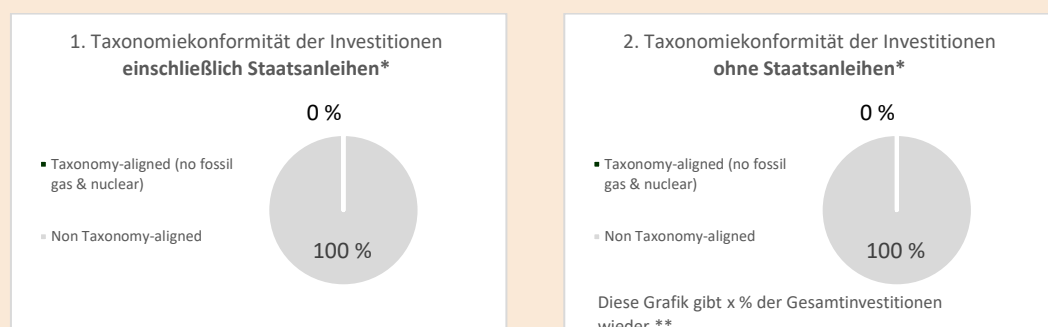 1. Taxonomiekonformität der Investitionen
einschließlich Staatsanleihen*
0 %
Taxonomy-aligned (no fossil
gas & nuclear)
Non Taxonomy-aligned
100 %
2. Taxonomiekonformität der Investitionen
ohne Staatsanleihen*
0 %
Taxonomy-aligned (no fossil
gas & nuclear)
Non Taxonomy-aligned
100 %
Diese Grafik gibt x % der Gesamtinvestitionen
wieder.**